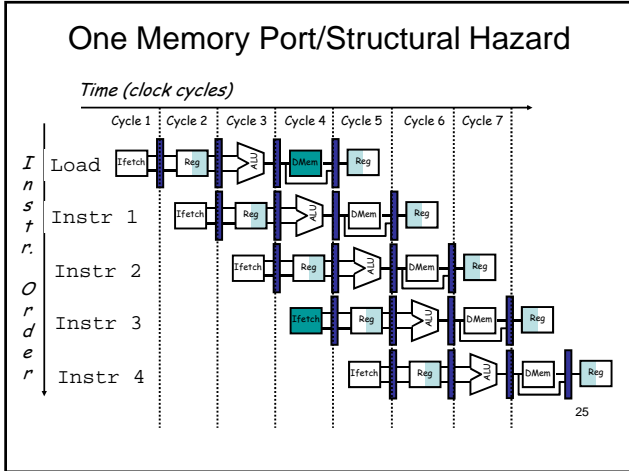 One Memory Port/Structural Hazard
Time (clock cycles)
Cycle 1 Cycle 2 Cycle 3 Cycle 4 Cycle 5 Cycle 6 Cycle 7
Instr. Order
Load Ifetch Reg ALU DMem Reg
Instr 1 Ifetch Reg ALU DMem Reg
Instr 2 Ifetch Reg ALU DMem Reg
Instr 3 Ifetch Reg ALU DMem Reg
Instr 4 Ifetch Reg ALU DMem Reg
25